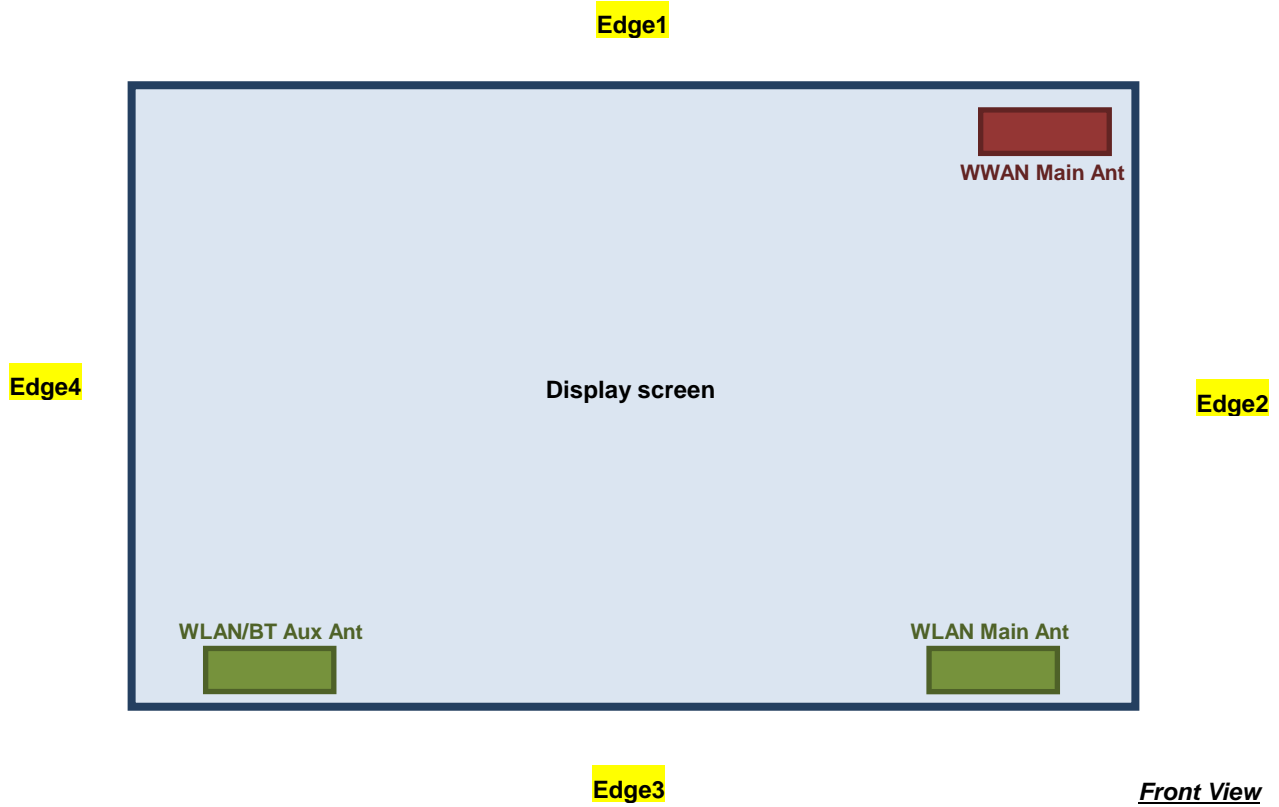 Edge1
WWAN Main Ant
Edge4
Display screen
Edge2
WLAN/BT Aux Ant
WLAN Main Ant
Edge3
Front View